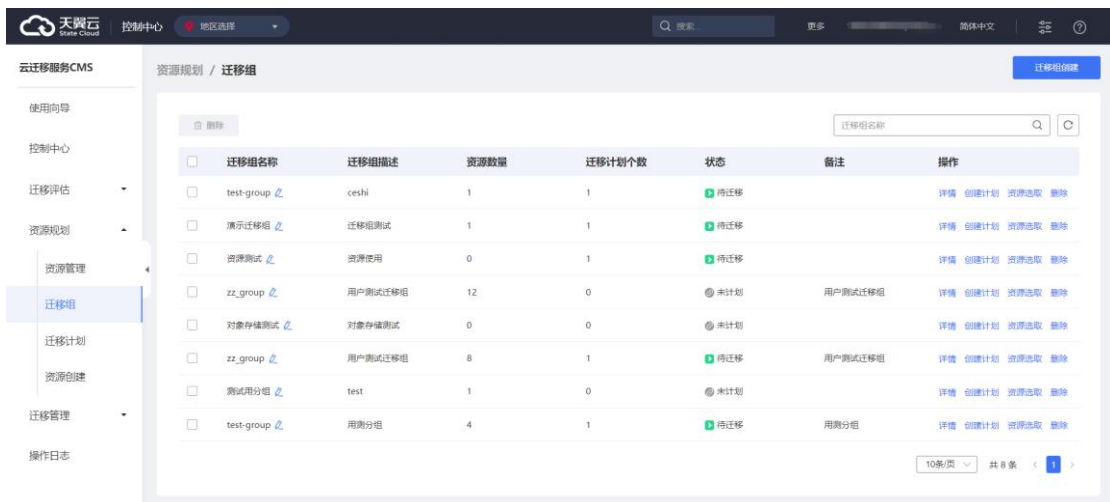 天翼云 State Cloud 控制中心 地区选择 搜索... 更多 简体中文
云迁移服务CMS
使用向导
控制中心
迁移评估
资源规划
资源管理
迁移组
迁移计划
资源创建
迁移管理
操作日志
资源规划 / 迁移组 迁移组创建
删除 迁移组名称
迁移组名称 迁移组描述 资源数量 迁移计划个数 状态 备注 操作
test-group ceshi 1 1 待迁移 详情 创建计划 资源选取 删除
演示迁移组 迁移组测试 1 1 待迁移 详情 创建计划 资源选取 删除
资源测试 资源使用 0 1 待迁移 详情 创建计划 资源选取 删除
zz_group 用户测试迁移组 12 0 未计划 用户测试迁移组 详情 创建计划 资源选取 删除
对象存储测试 对象存储测试 0 0 未计划 详情 创建计划 资源选取 删除
zz_group 用户测试迁移组 8 1 待迁移 用户测试迁移组 详情 创建计划 资源选取 删除
测试用分组 test 1 0 未计划 详情 创建计划 资源选取 删除
test-group 用测分组 4 1 待迁移 用测分组 详情 创建计划 资源选取 删除
10条/页 共 8 条 1